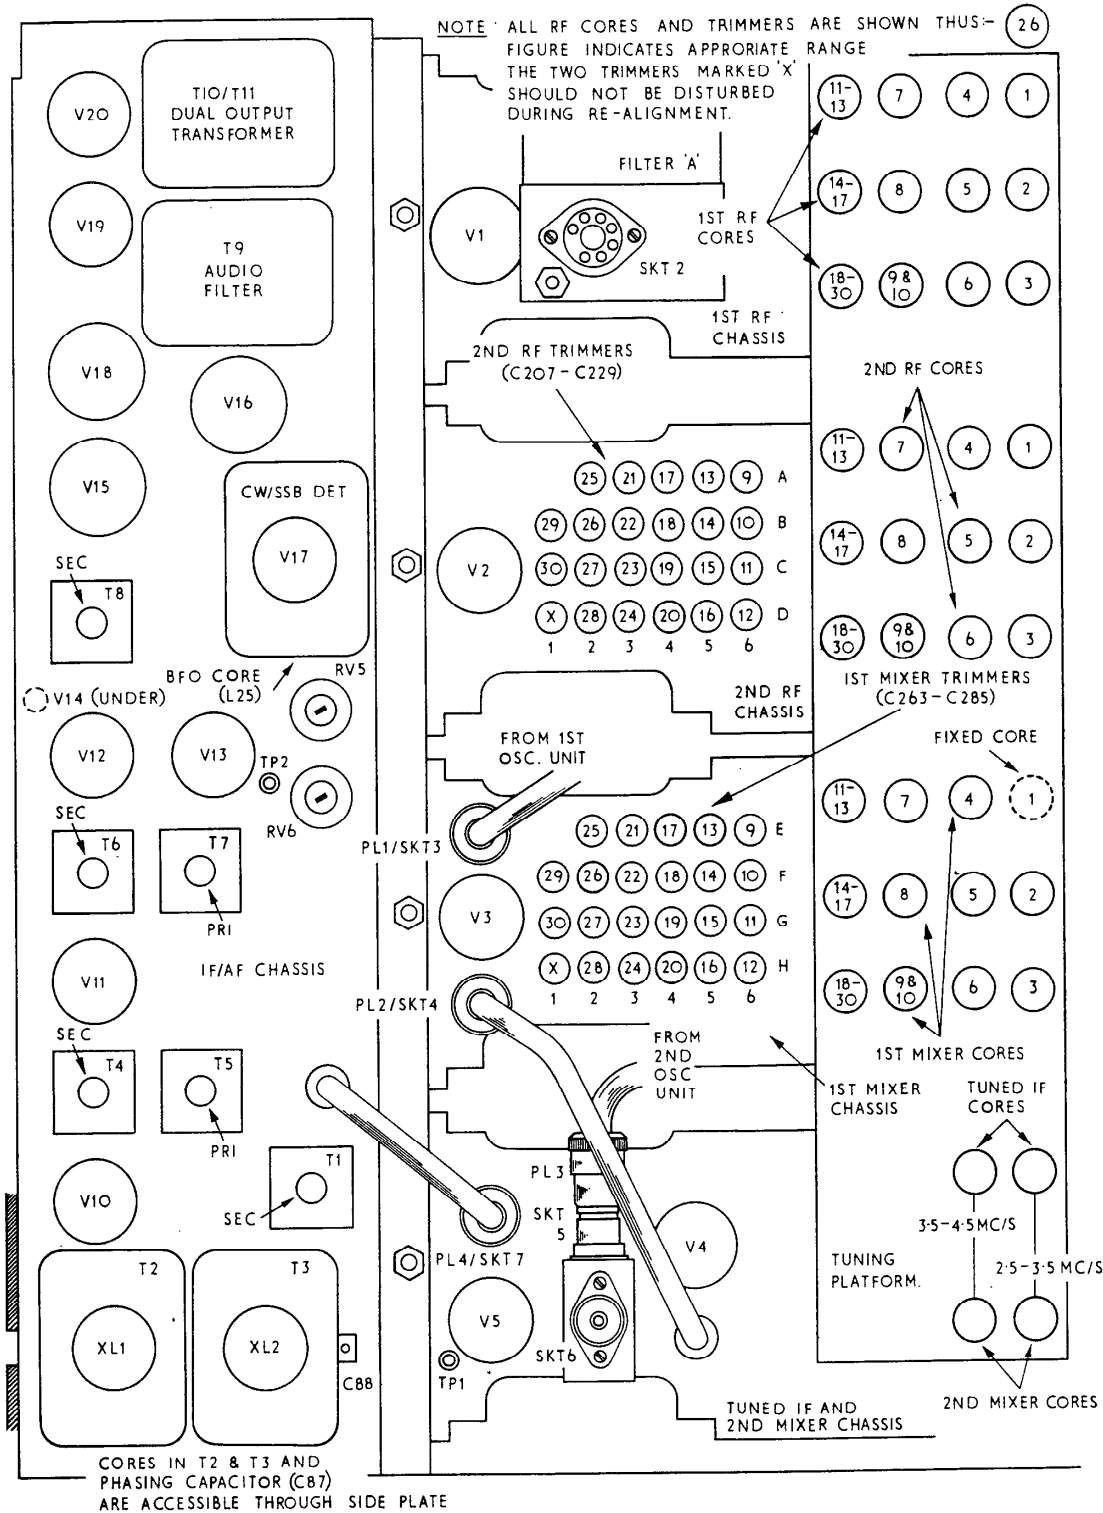 NOTE ALL RF CORES AND TRIMMERS ARE SHOWN THUS:- 26
FIGURE INDICATES APPRORIATE RANGE
THE TWO TRIMMERS MARKED 'X'
SHOULD NOT BE DISTURBED
DURING RE-ALIGNMENT.
V20
T10/T11
DUAL OUTPUT
TRANSFORMER
V19
T9
AUDIO
FILTER
V18
V16
V15
CW/SSB DET
V17
SEC
T8
BFO CORE
(L25)
RV5
V14 (UNDER)
V12
V13
TP2
RV6
SEC
T6
T7
PRI
V11
IF/AF CHASSIS
SEC
T4
T5
PRI
V10
T1
SEC
T2
XL1
T3
XL2
C88
CORES IN T2 & T3 AND
PHASING CAPACITOR (C87)
ARE ACCESSIBLE THROUGH SIDE PLATE
FILTER 'A'
V1
SKT 2
1ST RF
CORES
1ST RF
CHASSIS
2ND RF TRIMMERS
(C207-C229)
25 21 17 13 9 A
29 26 22 18 14 10 B
30 27 23 19 15 11 C
X 28 24 20 16 12 D
1 2 3 4 5 6
V2
2ND RF
CHASSIS
FROM 1ST
OSC. UNIT
PL1/SKT3
25 21 17 13 9 E
29 26 22 18 14 10 F
30 27 23 19 15 11 G
X 28 24 20 16 12 H
1 2 3 4 5 6
V3
PL2/SKT4
FROM
2ND
OSC
UNIT
1ST MIXER
CHASSIS
PL3
SKT
5
PL4/SKT7
V4
V5
SKT6
TP1
TUNED IF AND
2ND MIXER CHASSIS
11-13 7 4 1
14-17 8 5 2
18-30 9& 10 6 3
2ND RF CORES
11-13 7 4 1
14-17 8 5 2
18-30 9& 10 6 3
1ST MIXER TRIMMERS
(C263-C285)
FIXED CORE
11-13 7 4 1
14-17 8 5 2
18-30 9& 10 6 3
1ST MIXER CORES
TUNED IF
CORES
3·5-4·5MC/S
2·5-3·5 MC/S
TUNING
PLATFORM.
2ND MIXER CORES